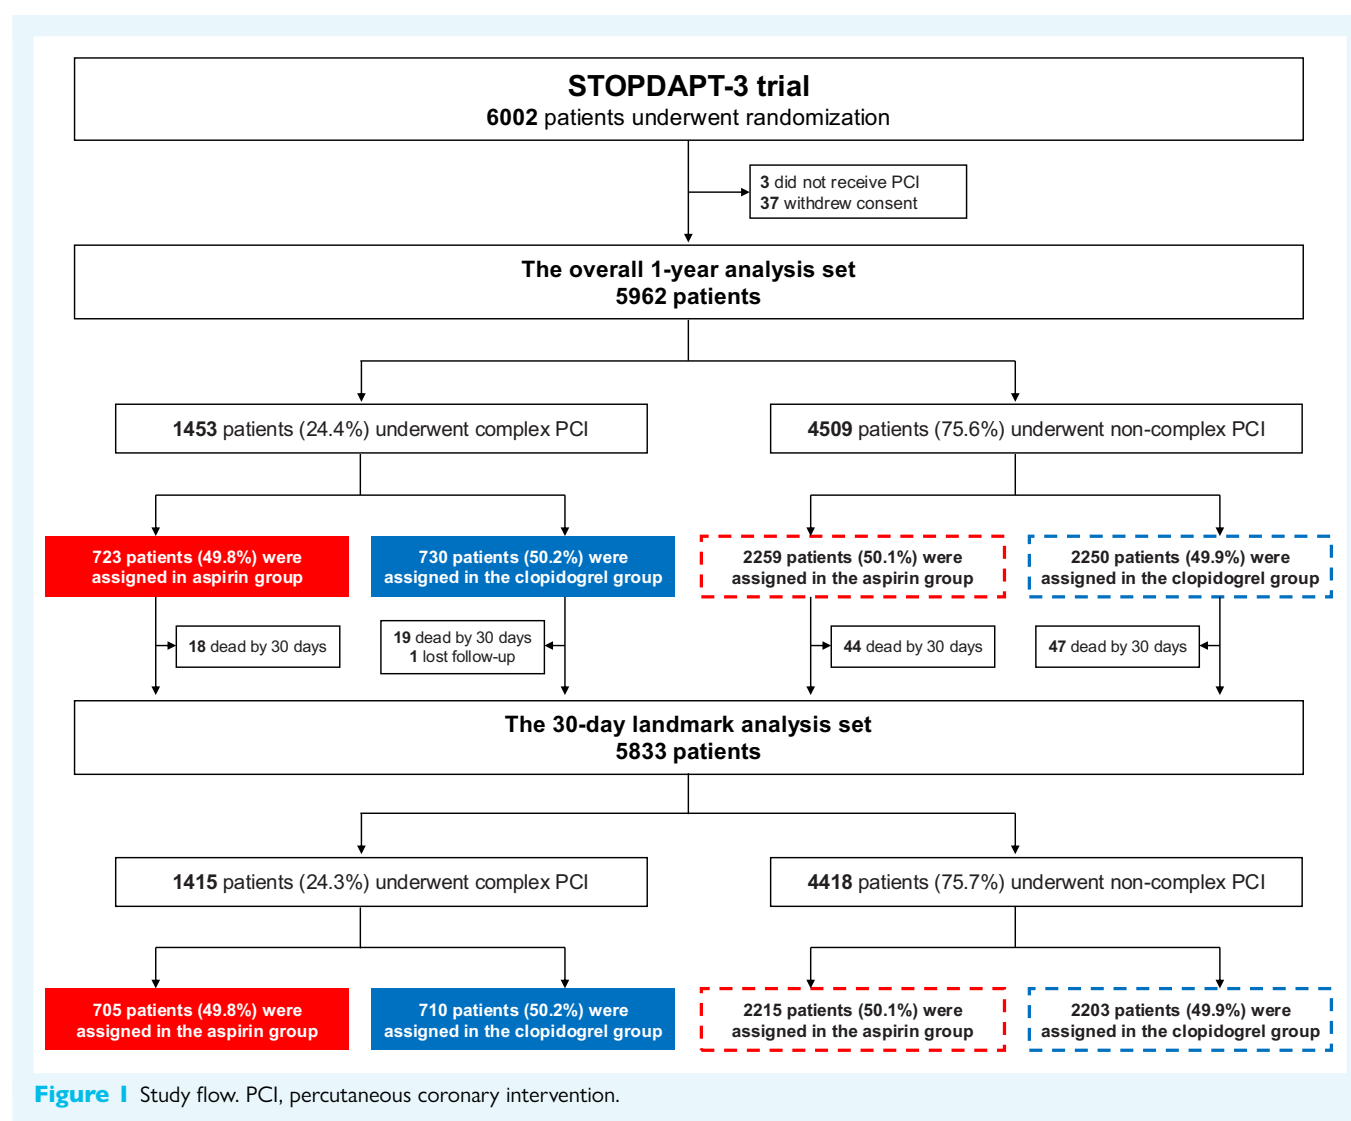 STOPDAPT-3 trial
6002 patients underwent randomization
3 did not receive PCI
37 withdrew consent
The overall 1-year analysis set
5962 patients
1453 patients (24.4%) underwent complex PCI
4509 patients (75.6%) underwent non-complex PCI
723 patients (49.8%) were
assigned in aspirin group
730 patients (50.2%) were
assigned in the clopidogrel group
2259 patients (50.1%) were
assigned in the aspirin group
2250 patients (49.9%) were
assigned in the clopidogrel group
18 dead by 30 days
19 dead by 30 days
1 lost follow-up
44 dead by 30 days
47 dead by 30 days
The 30-day landmark analysis set
5833 patients
1415 patients (24.3%) underwent complex PCI
4418 patients (75.7%) underwent non-complex PCI
705 patients (49.8%) were
assigned in the aspirin group
710 patients (50.2%) were
assigned in the clopidogrel group
2215 patients (50.1%) were
assigned in the aspirin group
2203 patients (49.9%) were
assigned in the clopidogrel group
Figure 1 Study flow. PCI, percutaneous coronary intervention.